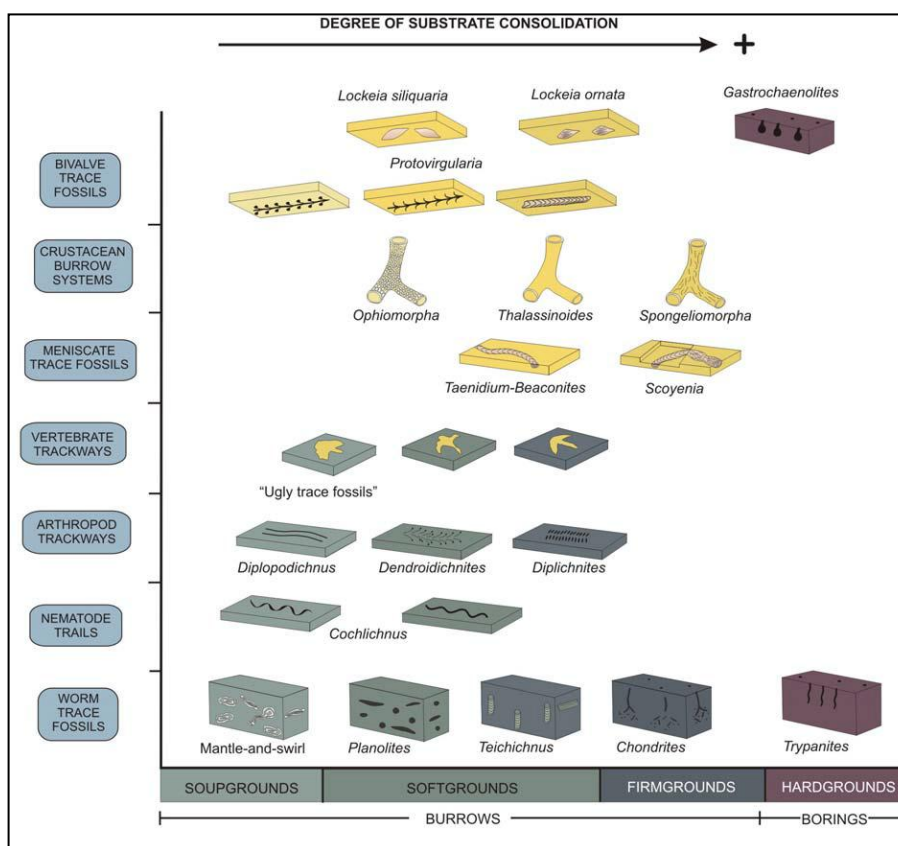 DEGREE OF SUBSTRATE CONSOLIDATION
+
Lockeia siliquaria
Lockeia ornata
Gastrochaenolites
BIVALVE
TRACE
FOSSILS
Protovirgularia
CRUSTACEAN
BURROW
SYSTEMS
Ophiomorpha
Thalassinoides
Spongeliomorpha
MENISCATE
TRACE FOSSILS
Taenidium-Beaconites
Scoyenia
VERTEBRATE
TRACKWAYS
"Ugly trace fossils"
ARTHROPOD
TRACKWAYS
Diplopodichnus
Dendroidichnites
Diplichnites
NEMATODE
TRAILS
Cochlichnus
WORM
TRACE
FOSSILS
Mantle-and-swirl
Planolites
Teichichnus
Chondrites
Trypanites
SOUPGROUNDS
SOFTGROUNDS
FIRMGROUNDS
HARDGROUNDS
BURROWS
BORINGS